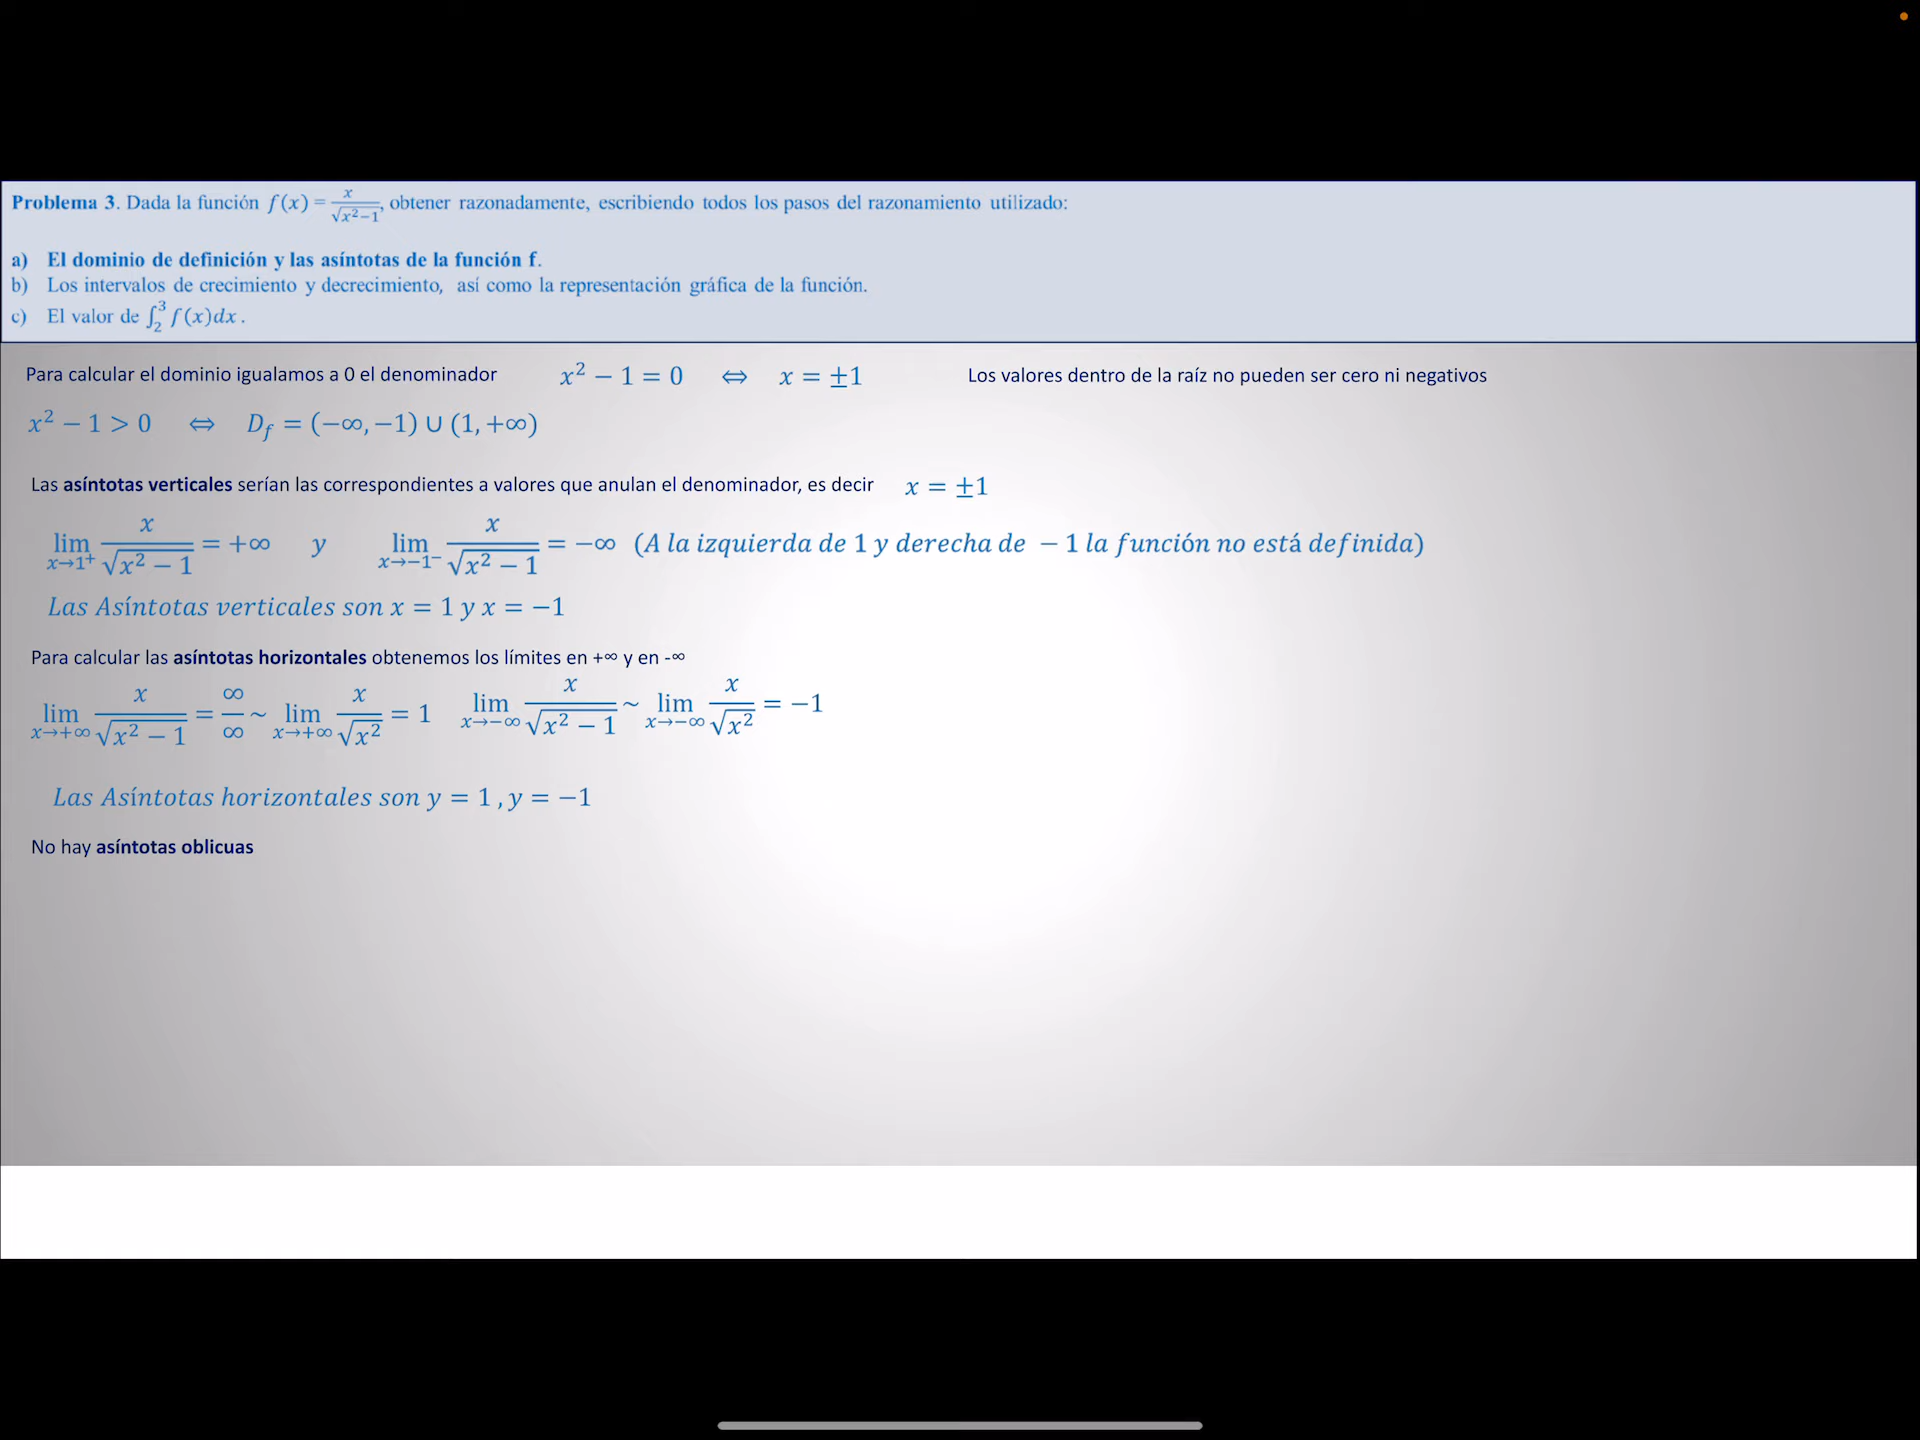 Problema 3. Dada la función f(x) = x/√(x²−1), obtener razonadamente, escribiendo todos los pasos del razonamiento utilizado:
a) El dominio de definición y las asíntotas de la función f.
b) Los intervalos de crecimiento y decrecimiento, así como la representación gráfica de la función.
c) El valor de ∫₂³ f(x)dx.
Para calcular el dominio igualamos a 0 el denominador x² − 1 = 0 ⇔ x = ±1 Los valores dentro de la raíz no pueden ser cero ni negativos
x² − 1 > 0 ⇔ D_f = (−∞, −1) ∪ (1, +∞)
Las asíntotas verticales serían las correspondientes a valores que anulan el denominador, es decir x = ±1
lim x→1⁺ x/√(x² − 1) = +∞ y lim x→−1⁻ x/√(x² − 1) = −∞ (A la izquierda de 1 y derecha de − 1 la función no está definida)
Las Asíntotas verticales son x = 1 y x = −1
Para calcular las asíntotas horizontales obtenemos los límites en +∞ y en -∞
lim x→+∞ x/√(x² − 1) = ∞/∞ ~ lim x→+∞ x/√(x²) = 1 lim x→−∞ x/√(x² − 1) ~ lim x→−∞ x/√(x²) = −1
Las Asíntotas horizontales son y = 1 , y = −1
No hay asíntotas oblicuas